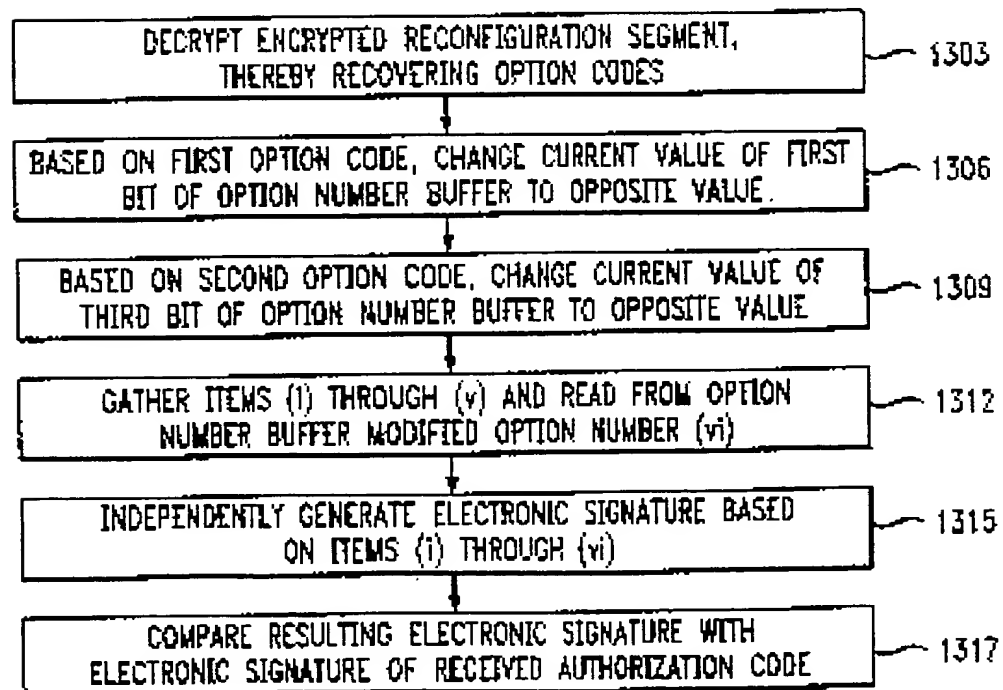 DECRYPT ENCRYPTED RECONFIGURATION SEGMENT,
THEREBY RECOVERING OPTION CODES
1303
BASED ON FIRST OPTION CODE, CHANGE CURRENT VALUE OF FIRST
BIT OF OPTION NUMBER BUFFER TO OPPOSITE VALUE.
1306
BASED ON SECOND OPTION CODE, CHANGE CURRENT VALUE OF
THIRD BIT OF OPTION NUMBER BUFFER TO OPPOSITE VALUE
1309
GATHER ITEMS (i) THROUGH (v) AND READ FROM OPTION
NUMBER BUFFER MODIFIED OPTION NUMBER (vi)
1312
INDEPENDENTLY GENERATE ELECTRONIC SIGNATURE BASED
ON ITEMS (i) THROUGH (vi)
1315
COMPARE RESULTING ELECTRONIC SIGNATURE WITH
ELECTRONIC SIGNATURE OF RECEIVED AUTHORIZATION CODE
1317